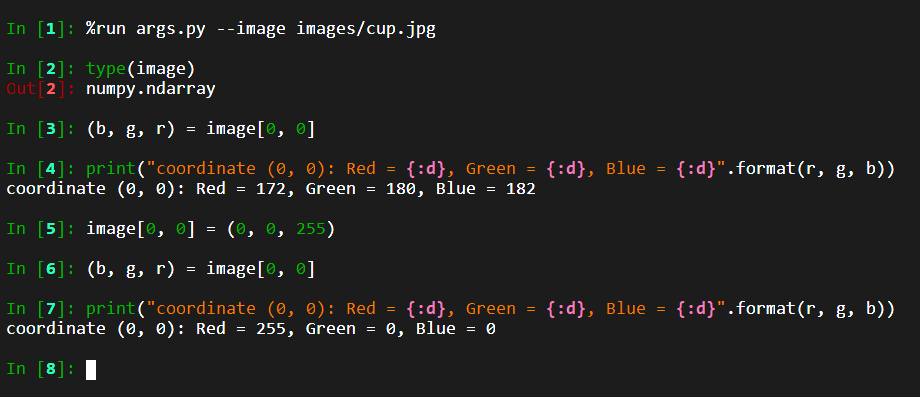 In [1]: %run args.py --image images/cup.jpg
In [2]: type(image)
Out[2]: numpy.ndarray
In [3]: (b, g, r) = image[0, 0]
In [4]: print("coordinate (0, 0): Red = {:d}, Green = {:d}, Blue = {:d}".format(r, g, b))
coordinate (0, 0): Red = 172, Green = 180, Blue = 182
In [5]: image[0, 0] = (0, 0, 255)
In [6]: (b, g, r) = image[0, 0]
In [7]: print("coordinate (0, 0): Red = {:d}, Green = {:d}, Blue = {:d}".format(r, g, b))
coordinate (0, 0): Red = 255, Green = 0, Blue = 0
In [8]: